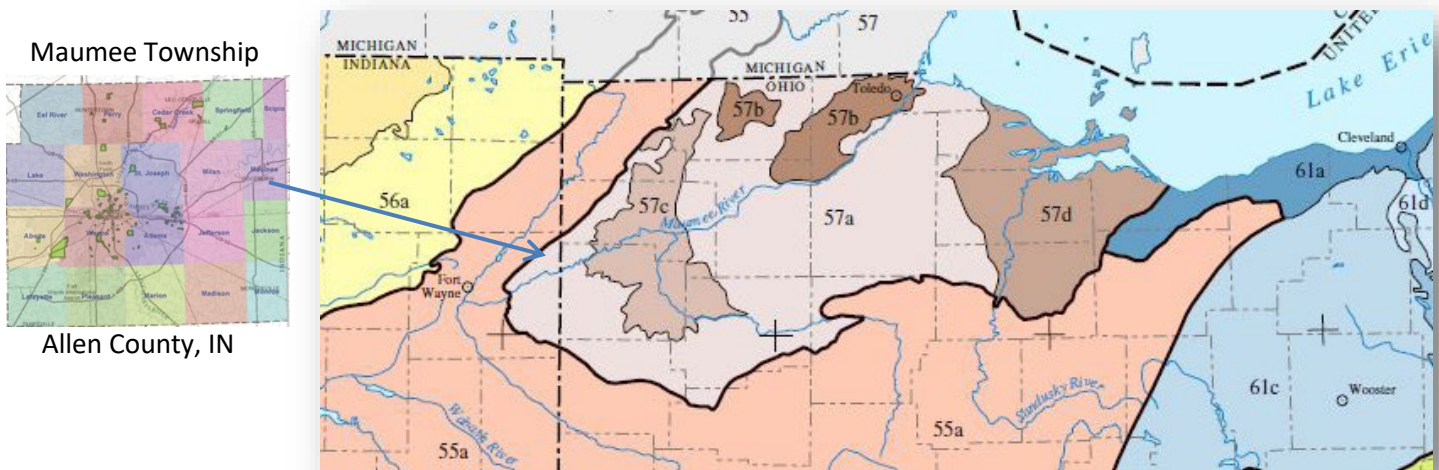 Maumee Township
Eel River
Perry
Cedar Creek
Springfield
Scipio
Lake
Washington
St. Joseph
Milan
Maumee
Aboite
Wayne
Adams
Jefferson
Jackson
Lafayette
Pleasant
Marion
Madison
Monroe
INDIANA
Allen County, IN
55
57
MICHIGAN
INDIANA
MICHIGAN
OHIO
UNITE
Lake Erie
Toledo
57b
57b
Cleveland
56a
57c
Maumee River
57a
57d
61a
61d
Fort
Wayne
61c
Wooster
Sandusky River
55a
55a
Wabash River